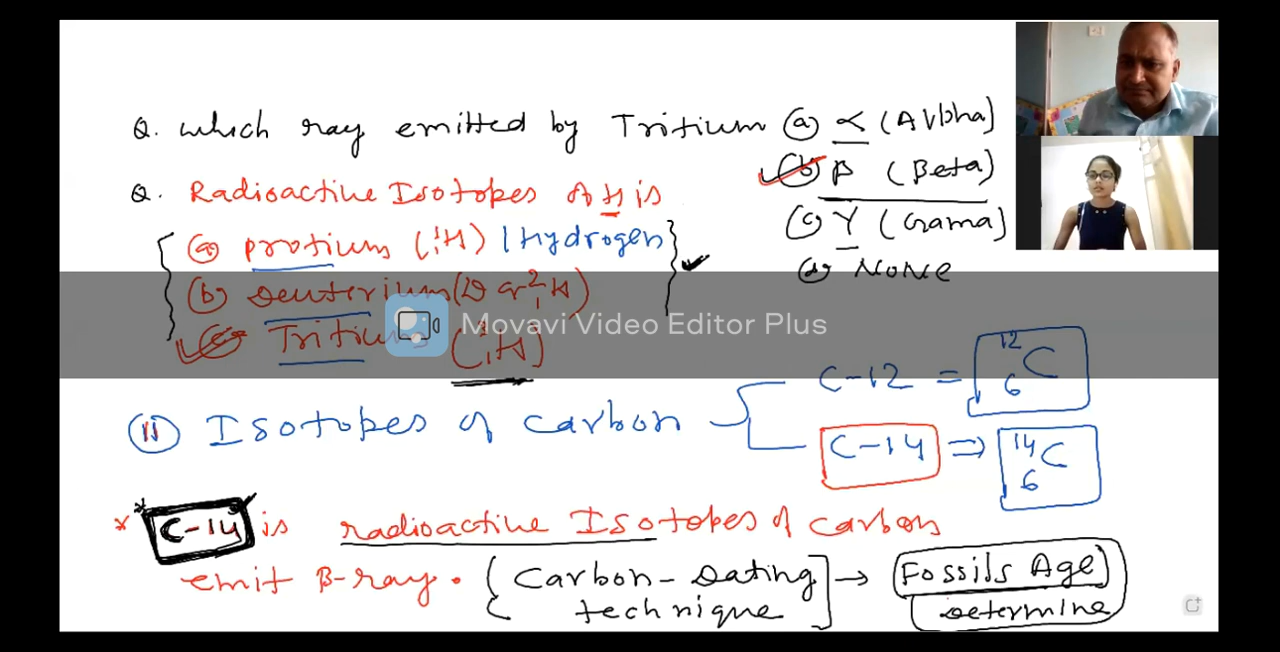 Q. which ray emitted by Tritium (a) α (Alpha)
(b) β (Beta)
(c) γ (Gama)
(d) NONE
Q. Radioactive Isotopes of H is
(a) protium (¹₁H) / Hydrogen
(b) Deuterium (D or ²₁H)
(c) Tritium (³₁H)
Movavi Video Editor Plus
(II) Isotopes of carbon
C-12 = ¹²₆C
C-14 ⇒ ¹⁴₆C
* C-14 is radioactive Isotopes of carbon
emit β-ray. { Carbon-Dating technique ] → Fossils Age
Determine